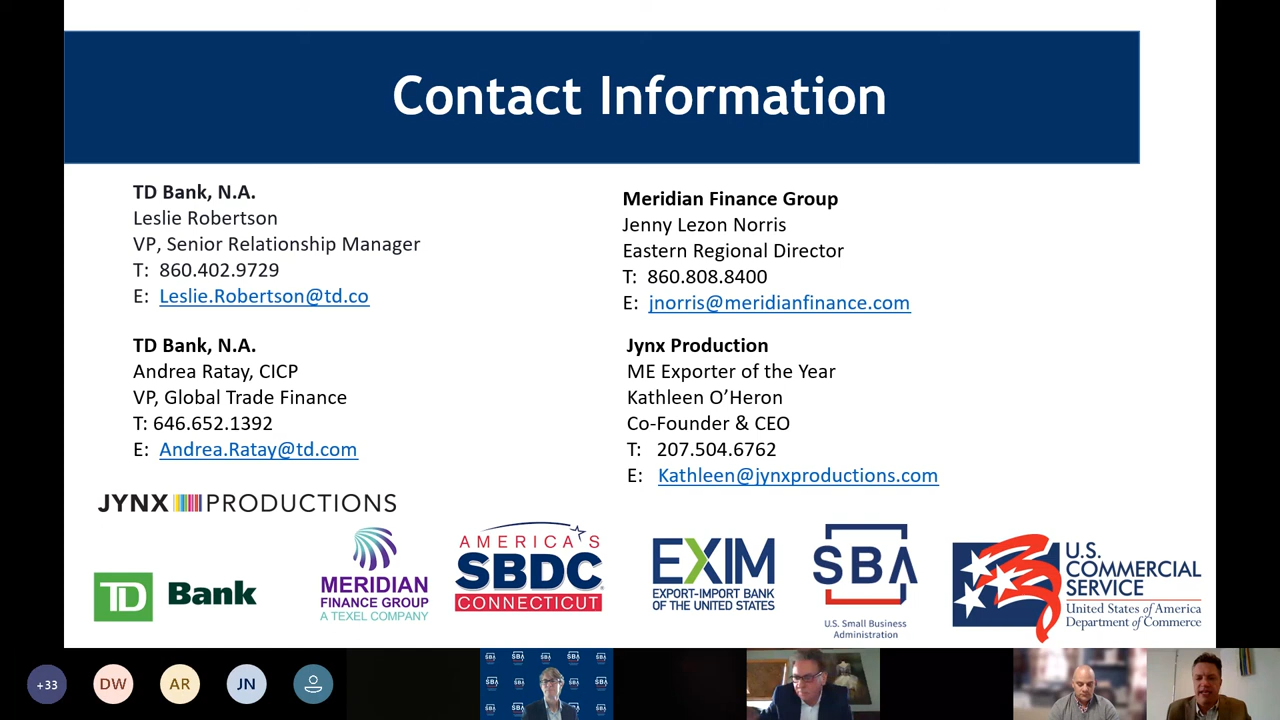 Contact Information
TD Bank, N.A.
Leslie Robertson
VP, Senior Relationship Manager
T: 860.402.9729
E: Leslie.Robertson@td.co
Meridian Finance Group
Jenny Lezon Norris
Eastern Regional Director
T: 860.808.8400
E: jnorris@meridianfinance.com
TD Bank, N.A.
Andrea Ratay, CICP
VP, Global Trade Finance
T: 646.652.1392
E: Andrea.Ratay@td.com
Jynx Production
ME Exporter of the Year
Kathleen O’Heron
Co-Founder & CEO
T: 207.504.6762
E: Kathleen@jynxproductions.com
JYNX PRODUCTIONS
TD Bank
MERIDIAN
FINANCE GROUP
A TEXEL COMPANY
AMERICA'S
SBDC
CONNECTICUT
EXIM
EXPORT-IMPORT BANK
OF THE UNITED STATES
SBA
U.S. Small Business
Administration
U.S.
COMMERCIAL
SERVICE
United States of America
Department of Commerce
+33
DW
AR
JN
SBA